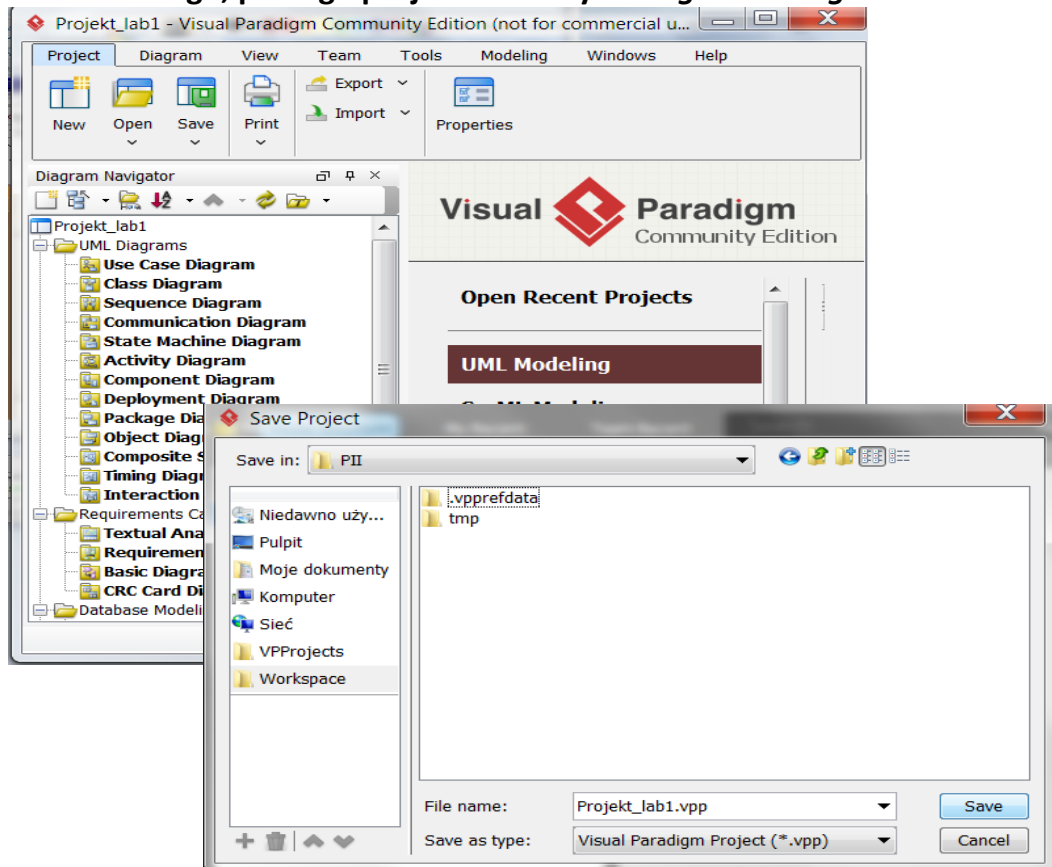 Projekt_lab1 - Visual Paradigm Community Edition (not for commercial u...
Project Diagram View Team Tools Modeling Windows Help
New Open Save Print Export Import Properties
Diagram Navigator
Projekt_lab1
UML Diagrams
Use Case Diagram
Class Diagram
Sequence Diagram
Communication Diagram
State Machine Diagram
Activity Diagram
Component Diagram
Deployment Diagram
Package Dia
Object Diag
Composite S
Timing Diagr
Interaction
Requirements Ca
Textual Ana
Requiremen
Basic Diagra
CRC Card Di
Database Modeli
Visual Paradigm
Community Edition
Open Recent Projects
UML Modeling
Save Project
Save in: PII
Niedawno uży...
Pulpit
Moje dokumenty
Komputer
Sieć
VPProjects
Workspace
.vpprefdata
tmp
File name: Projekt_lab1.vpp Save
Save as type: Visual Paradigm Project (*.vpp) Cancel